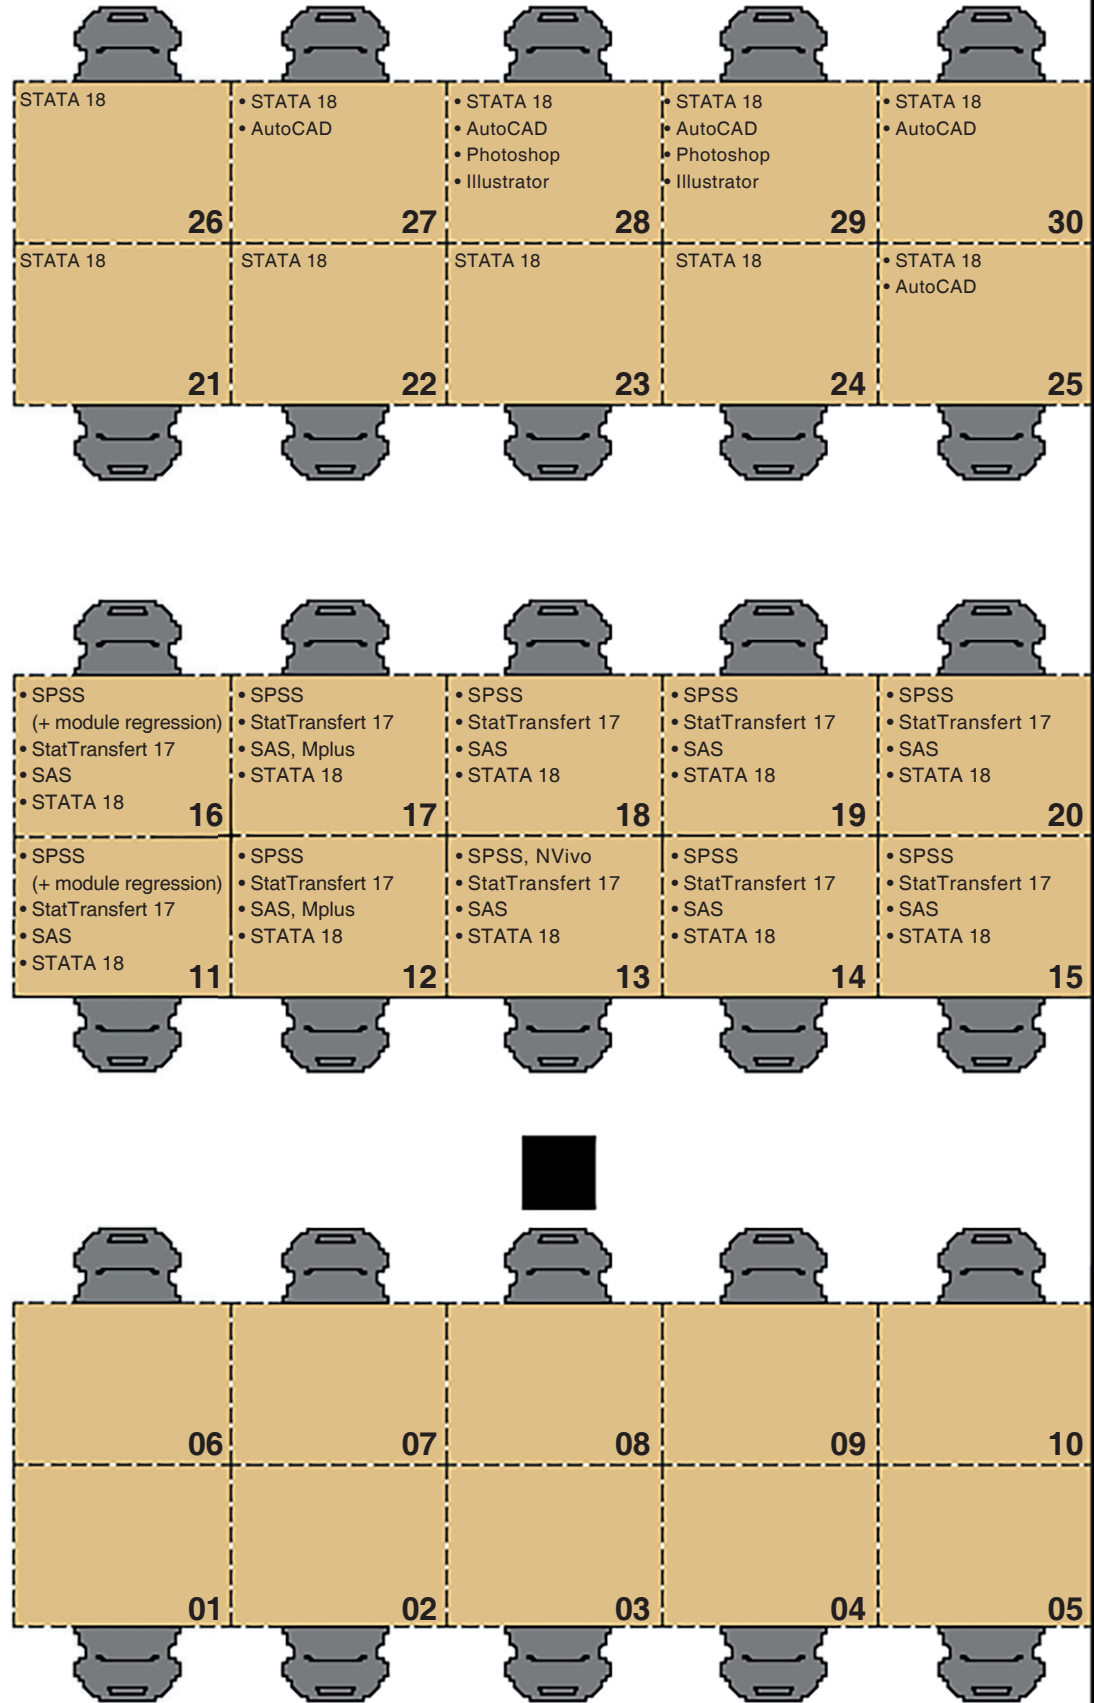 STATA 18
26
• STATA 18
• AutoCAD
27
• STATA 18
• AutoCAD
• Photoshop
• Illustrator
28
• STATA 18
• AutoCAD
• Photoshop
• Illustrator
29
• STATA 18
• AutoCAD
30
STATA 18
21
STATA 18
22
STATA 18
23
STATA 18
24
• STATA 18
• AutoCAD
25
• SPSS
(+ module regression)
• StatTransfert 17
• SAS
• STATA 18
16
• SPSS
• StatTransfert 17
• SAS, Mplus
• STATA 18
17
• SPSS
• StatTransfert 17
• SAS
• STATA 18
18
• SPSS
• StatTransfert 17
• SAS
• STATA 18
19
• SPSS
• StatTransfert 17
• SAS
• STATA 18
20
• SPSS
(+ module regression)
• StatTransfert 17
• SAS
• STATA 18
11
• SPSS
• StatTransfert 17
• SAS, Mplus
• STATA 18
12
• SPSS, NVivo
• StatTransfert 17
• SAS
• STATA 18
13
• SPSS
• StatTransfert 17
• SAS
• STATA 18
14
• SPSS
• StatTransfert 17
• SAS
• STATA 18
15
06
07
08
09
10
01
02
03
04
05